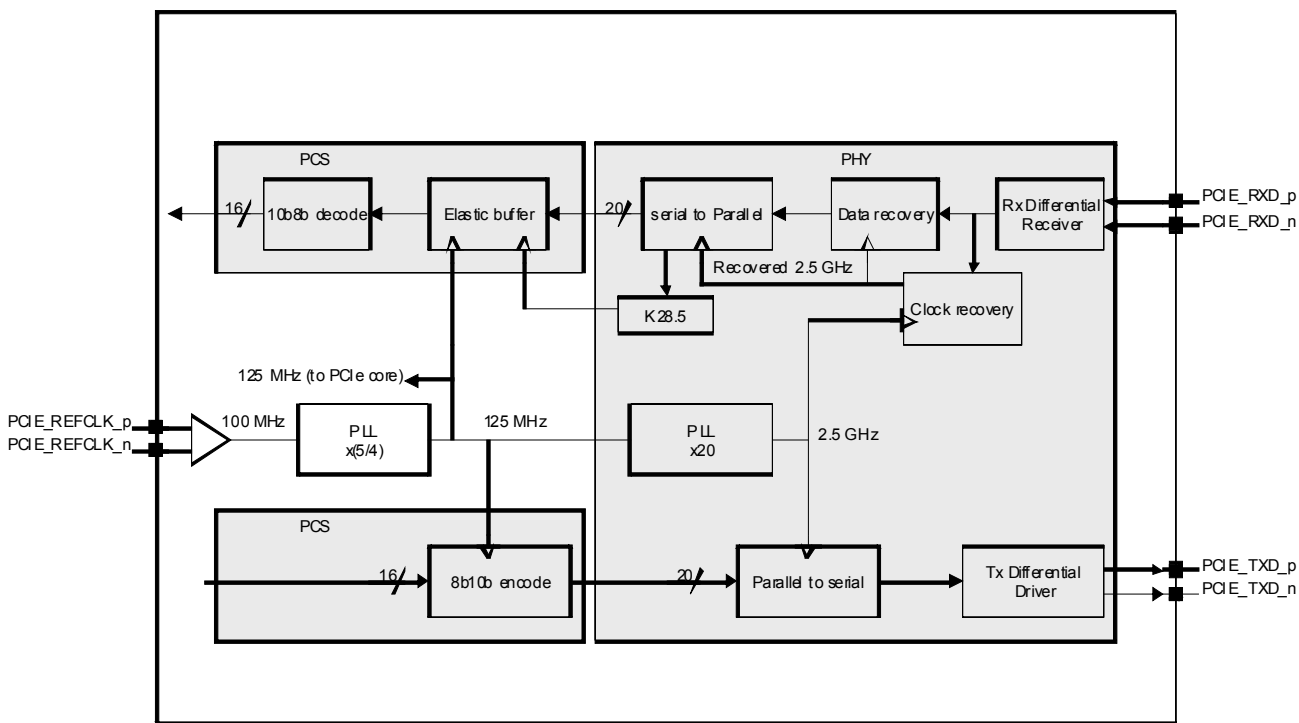 PCS
PHY
16
10b8b decode
Elastic buffer
20
serial to Parallel
Data recovery
Rx Differential
Receiver
PCIE_RXD_p
PCIE_RXD_n
Recovered 2.5 GHz
K28.5
Clock recovery
125 MHz (to PCIe core)
PCIE_REFCLK_p
PCIE_REFCLK_n
100 MHz
PLL
x(5/4)
125 MHz
PLL
x20
2.5 GHz
PCS
16
8b10b encode
20
Parallel to serial
Tx Differential
Driver
PCIE_TXD_p
PCIE_TXD_n